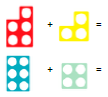 + =
+ =